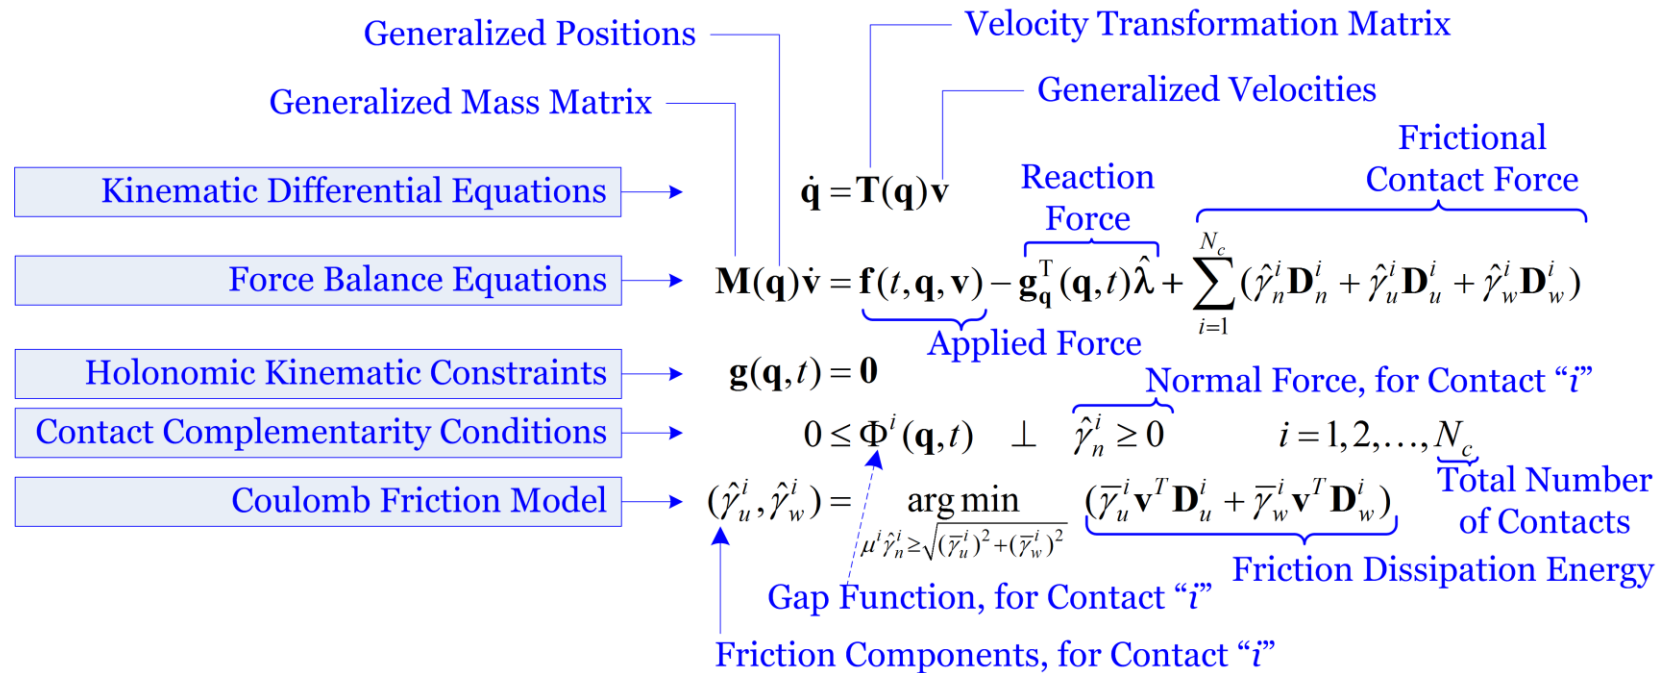 Generalized Positions
Velocity Transformation Matrix
Generalized Mass Matrix
Generalized Velocities
Kinematic Differential Equations
q̇ = T(q)v
Reaction
Force
Frictional
Contact Force
Force Balance Equations
M(q)v̇ = f(t,q,v) − g_q^T(q,t)λ̂ + ∑_{i=1}^{N_c}(γ̂_n^i D_n^i + γ̂_u^i D_u^i + γ̂_w^i D_w^i)
Applied Force
Holonomic Kinematic Constraints
g(q,t) = 0
Normal Force, for Contact “i”
Contact Complementarity Conditions
0 ≤ Φ^i(q,t) ⊥ γ̂_n^i ≥ 0 i = 1,2,…,N_c
Total Number
of Contacts
Coulomb Friction Model
(γ̂_u^i, γ̂_w^i) = arg min_{μ^i γ̂_n^i ≥ √((γ̅_u^i)^2 + (γ̅_w^i)^2)} (γ̅_u^i v^T D_u^i + γ̅_w^i v^T D_w^i)
Friction Dissipation Energy
Gap Function, for Contact “i”
Friction Components, for Contact “i”